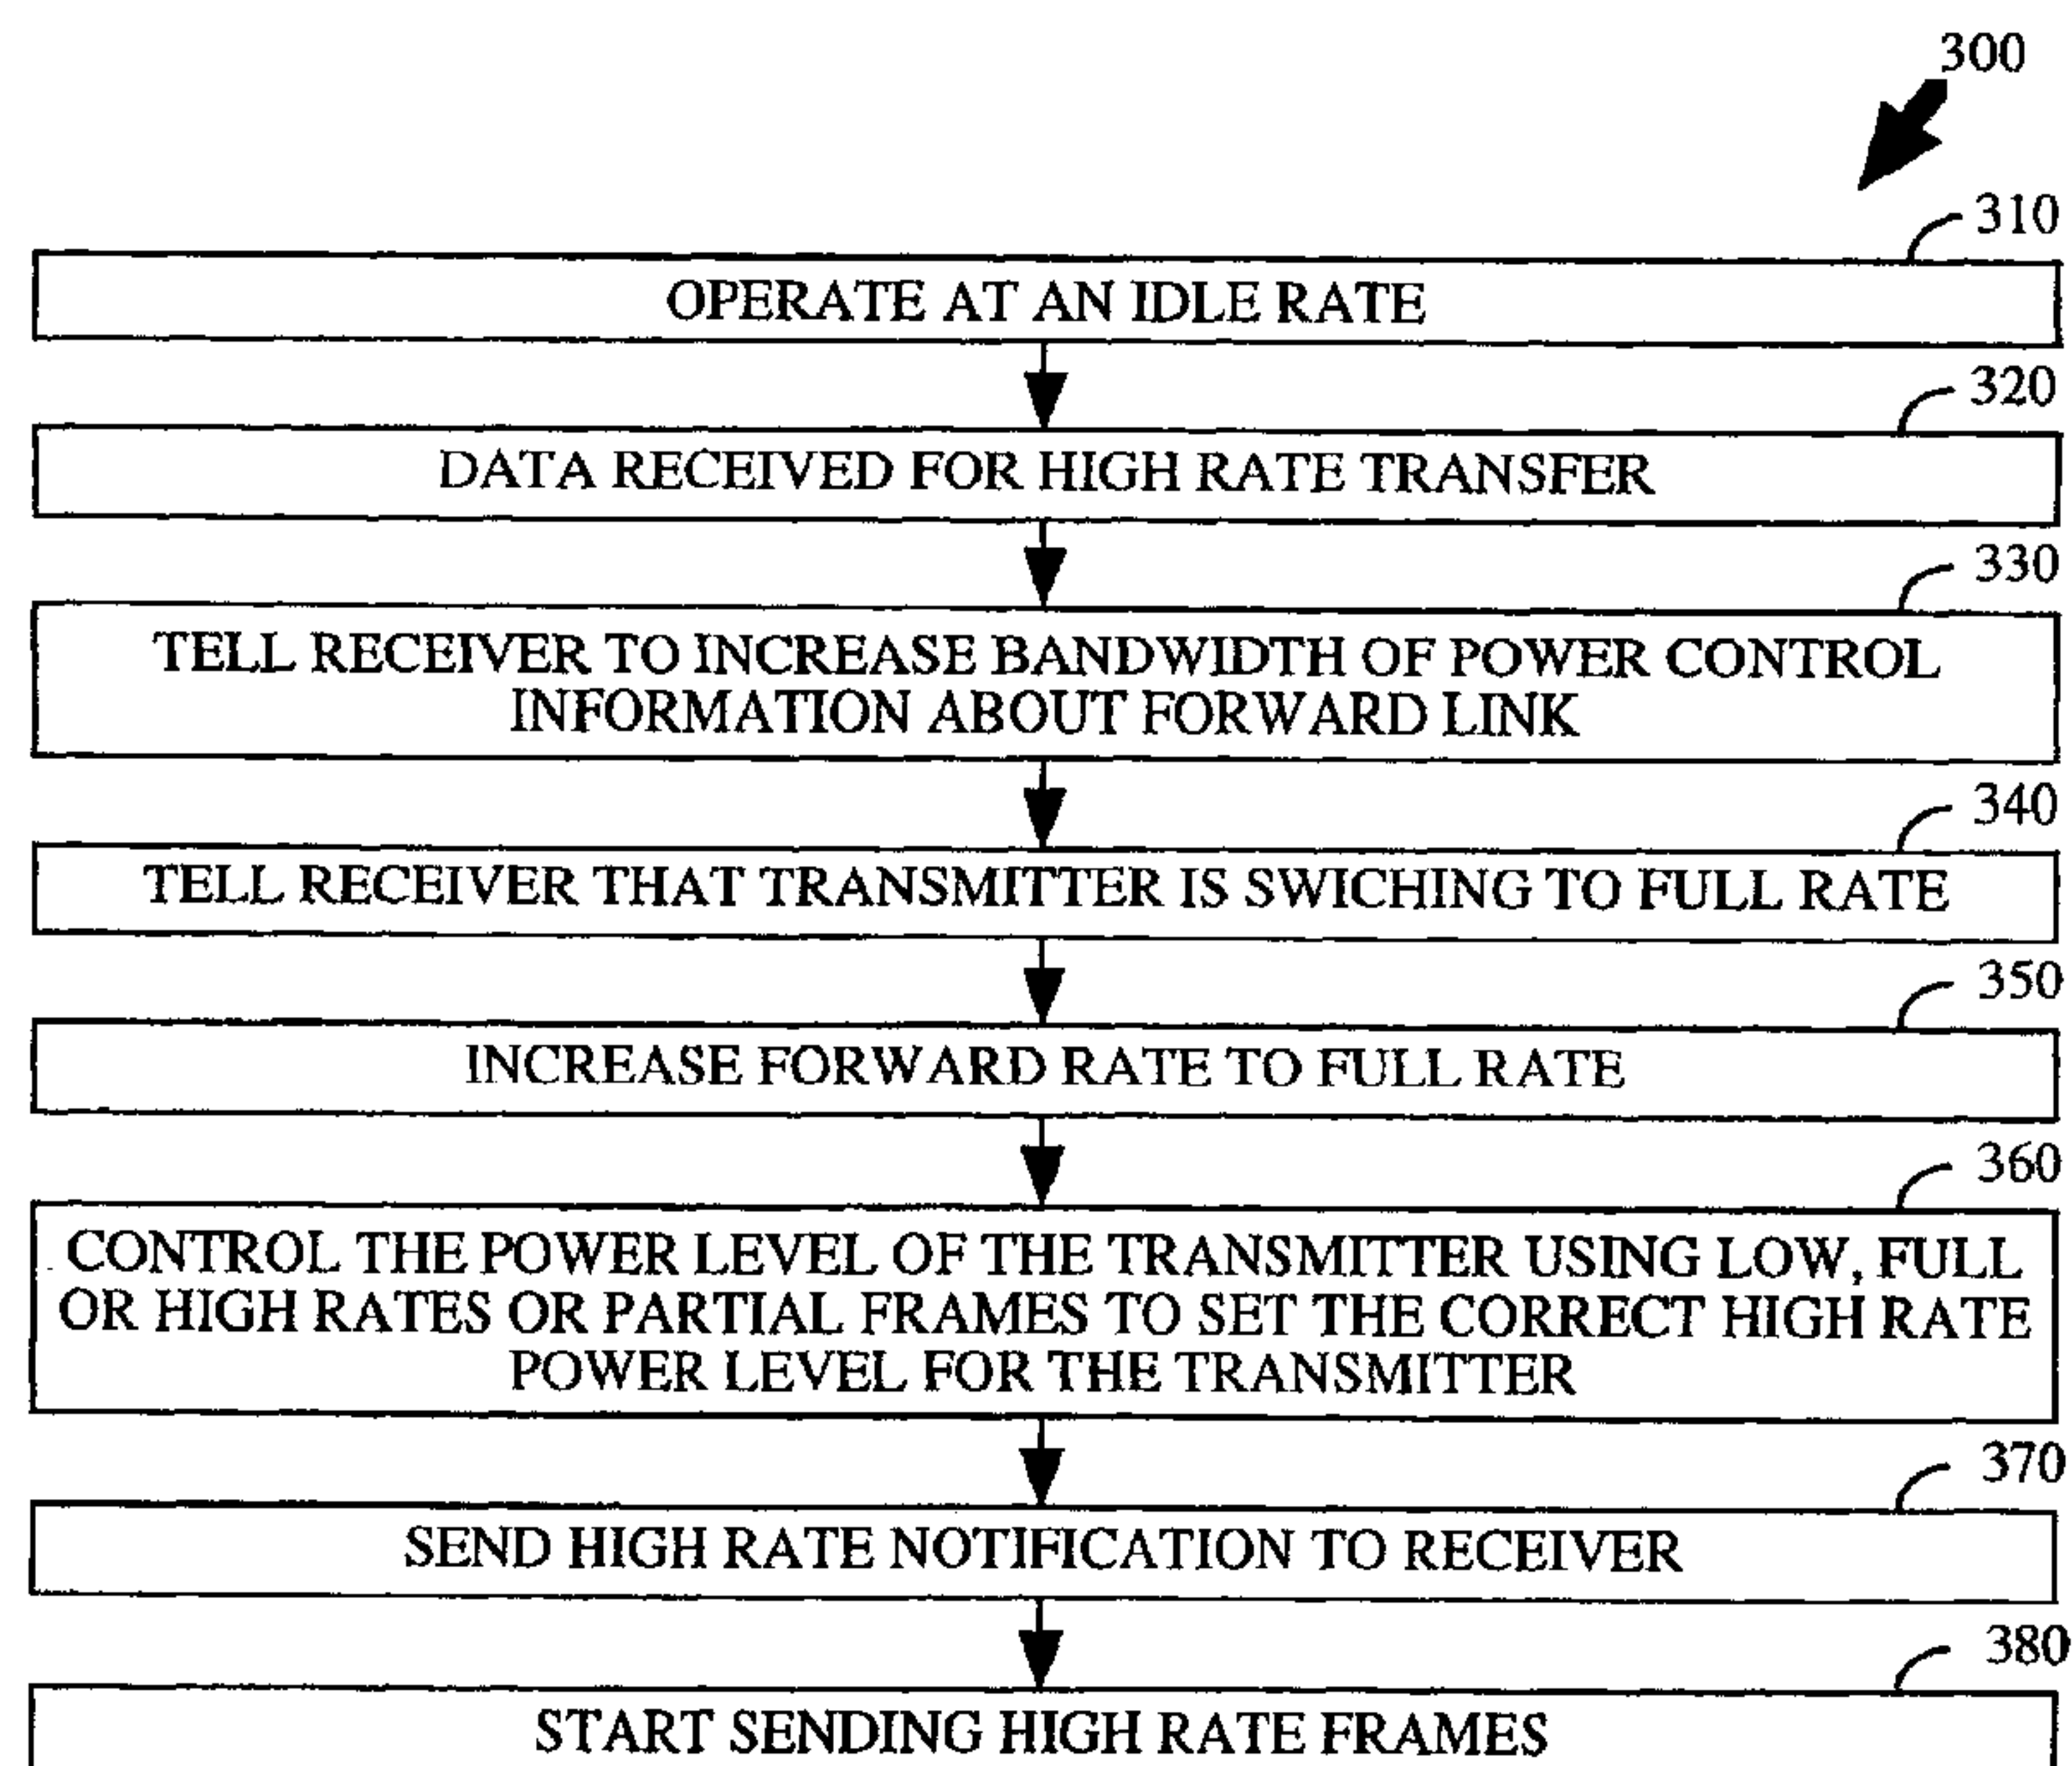 300
310
OPERATE AT AN IDLE RATE
320
DATA RECEIVED FOR HIGH RATE TRANSFER
330
TELL RECEIVER TO INCREASE BANDWIDTH OF POWER CONTROL
INFORMATION ABOUT FORWARD LINK
340
TELL RECEIVER THAT TRANSMITTER IS SWICHING TO FULL RATE
350
INCREASE FORWARD RATE TO FULL RATE
360
CONTROL THE POWER LEVEL OF THE TRANSMITTER USING LOW, FULL
OR HIGH RATES OR PARTIAL FRAMES TO SET THE CORRECT HIGH RATE
POWER LEVEL FOR THE TRANSMITTER
370
SEND HIGH RATE NOTIFICATION TO RECEIVER
380
START SENDING HIGH RATE FRAMES